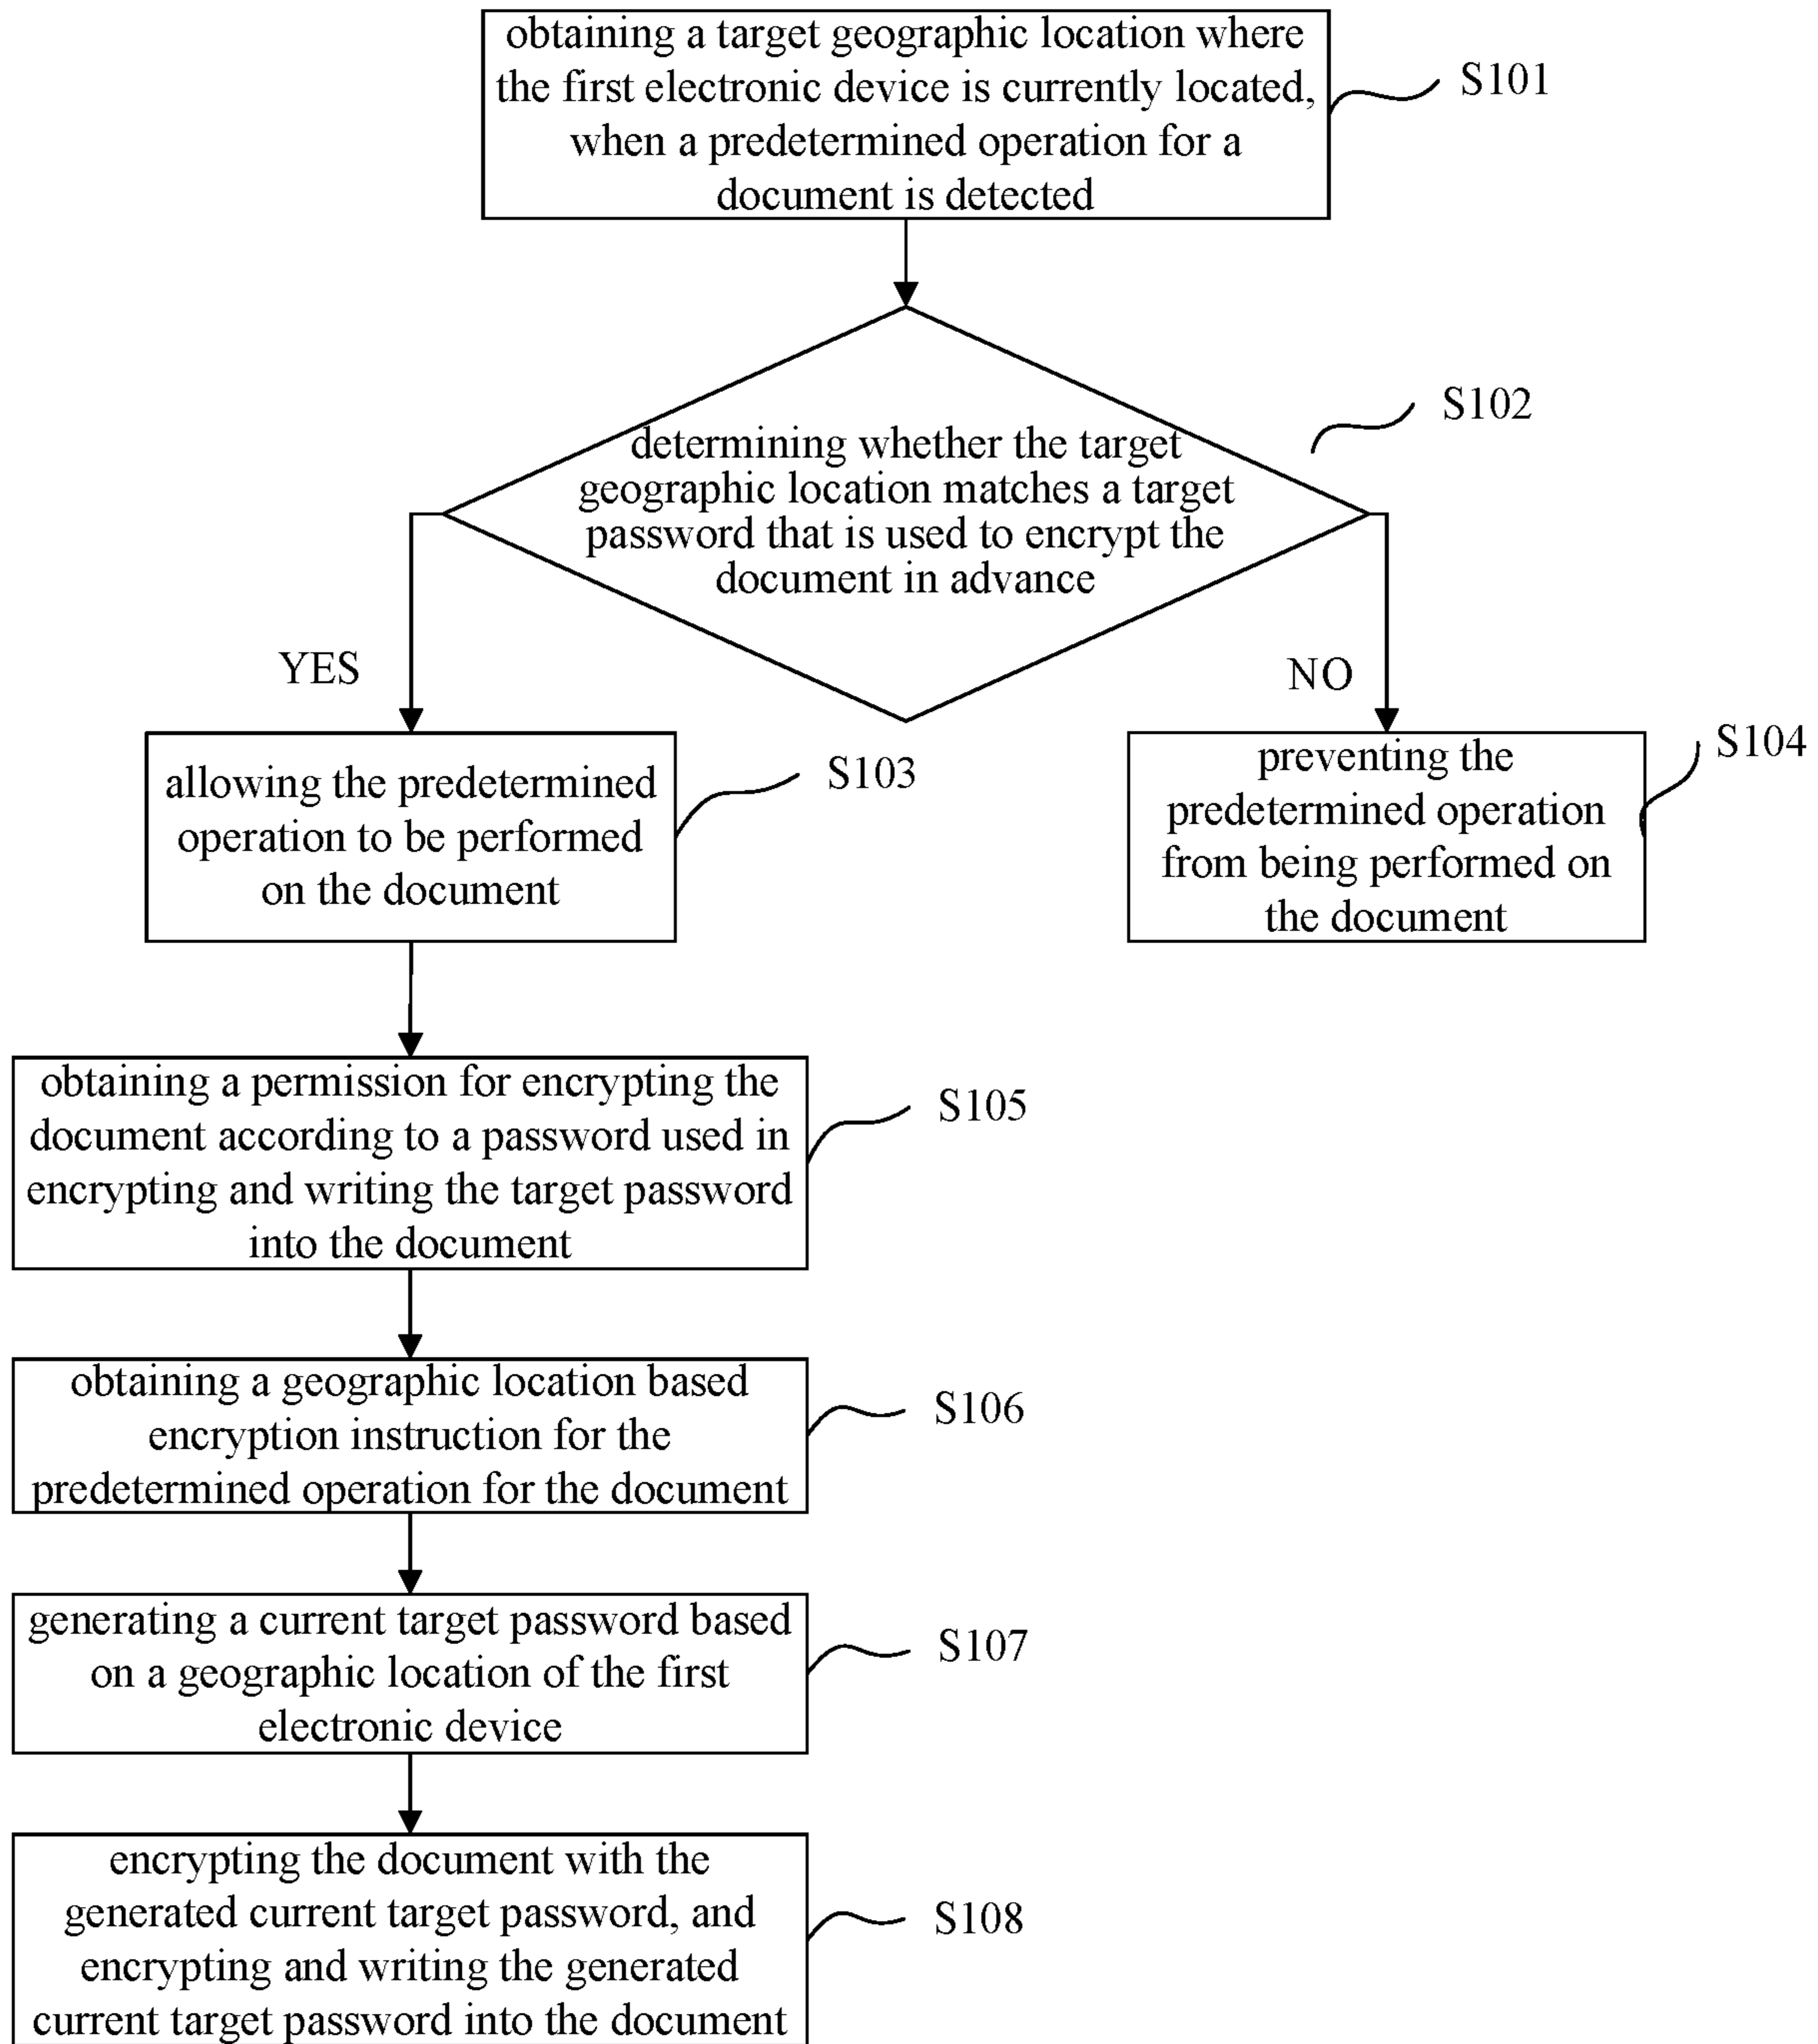 obtaining a target geographic location where
the first electronic device is currently located,
when a predetermined operation for a
document is detected
S101
S102
determining whether the target
geographic location matches a target
password that is used to encrypt the
document in advance
YES
NO
allowing the predetermined
operation to be performed
on the document
S103
preventing the
predetermined operation
from being performed on
the document
S104
obtaining a permission for encrypting the
document according to a password used in
encrypting and writing the target password
into the document
S105
obtaining a geographic location based
encryption instruction for the
predetermined operation for the document
S106
generating a current target password based
on a geographic location of the first
electronic device
S107
encrypting the document with the
generated current target password, and
encrypting and writing the generated
current target password into the document
S108